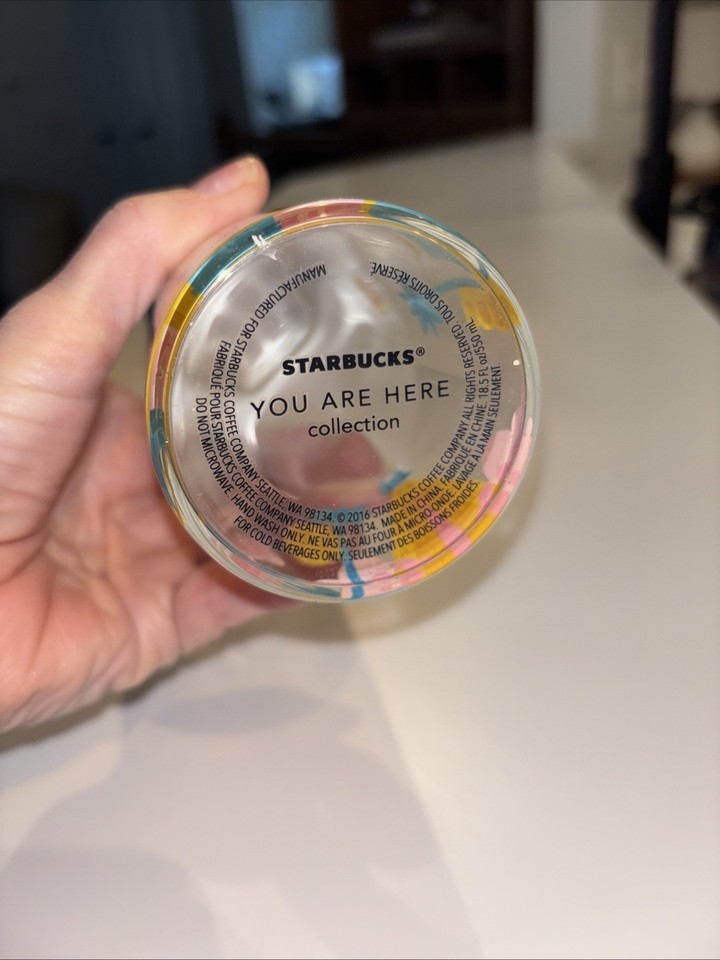 STARBUCKS®
YOU ARE HERE
collection
MANUFACTURED FOR STARBUCKS COFFEE COMPANY SEATTLE, WA 98134. © 2016 STARBUCKS COFFEE COMPANY ALL RIGHTS RESERVED. TOUS DROITS RESERVÉ.
FABRIQUÉ POUR STARBUCKS COFFEE COMPANY SEATTLE, WA 98134. MADE IN CHINA. FABRIQUÉ EN CHINE. 18.5 FL oz/550 mL
DO NOT MICROWAVE. HAND WASH ONLY. NE VAS PAS AU FOUR À MICRO-ONDE. LAVAGE A LA MAIN SEULEMENT.
FOR COLD BEVERAGES ONLY. SEULEMENT DES BOISSONS FROIDES.